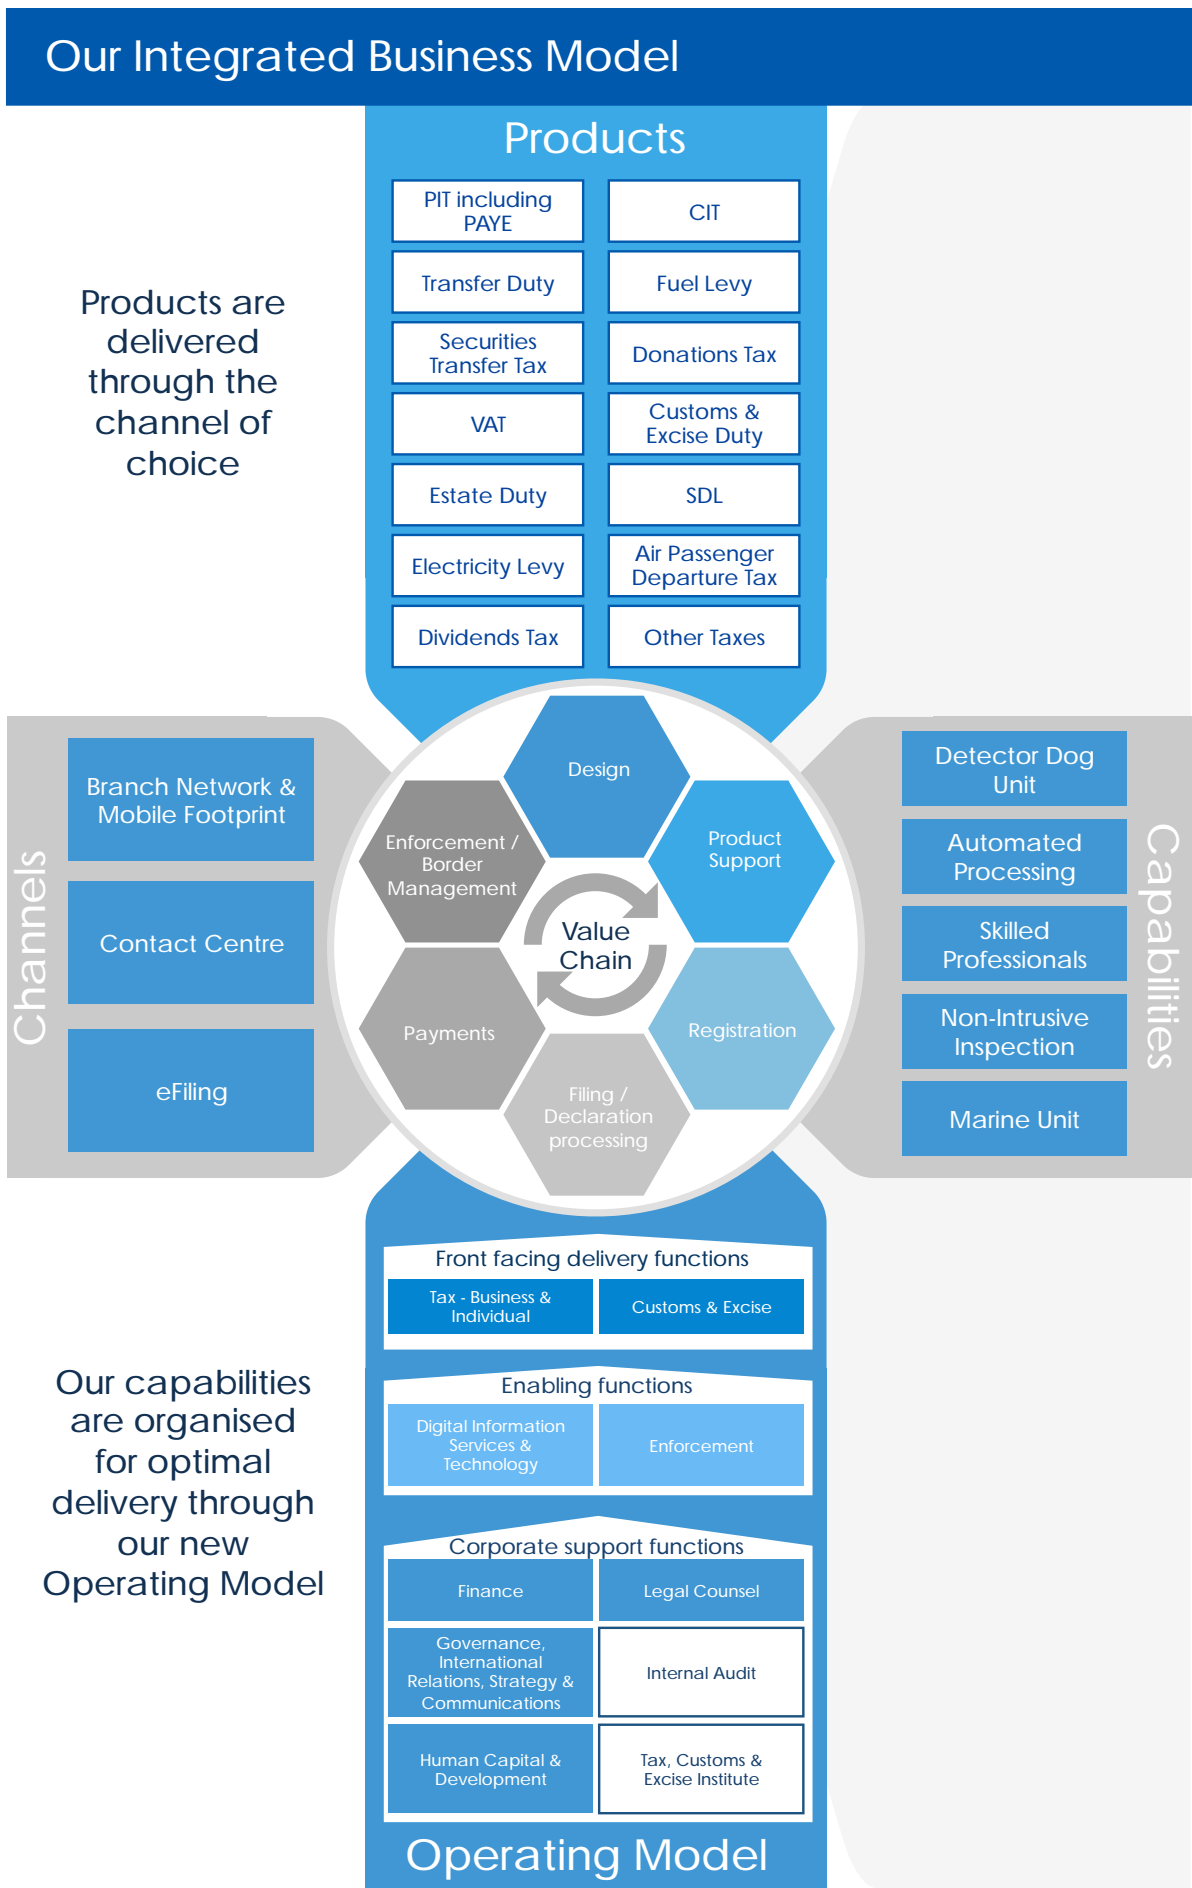 Our Integrated Business Model
Products
PIT including
PAYE
CIT
Transfer Duty
Fuel Levy
Securities
Transfer Tax
Donations Tax
VAT
Customs &
Excise Duty
Estate Duty
SDL
Electricity Levy
Air Passenger
Departure Tax
Dividends Tax
Other Taxes
Products are
delivered
through the
channel of
choice
Channels
Branch Network &
Mobile Footprint
Contact Centre
eFiling
Design
Product
Support
Registration
Filing /
Declaration
processing
Payments
Enforcement /
Border
Management
Value
Chain
Capabilities
Detector Dog
Unit
Automated
Processing
Skilled
Professionals
Non-Intrusive
Inspection
Marine Unit
Our capabilities
are organised
for optimal
delivery through
our new
Operating Model
Front facing delivery functions
Tax - Business &
Individual
Customs & Excise
Enabling functions
Digital Information
Services &
Technology
Enforcement
Corporate support functions
Finance
Legal Counsel
Governance,
International
Relations, Strategy &
Communications
Internal Audit
Human Capital &
Development
Tax, Customs &
Excise Institute
Operating Model